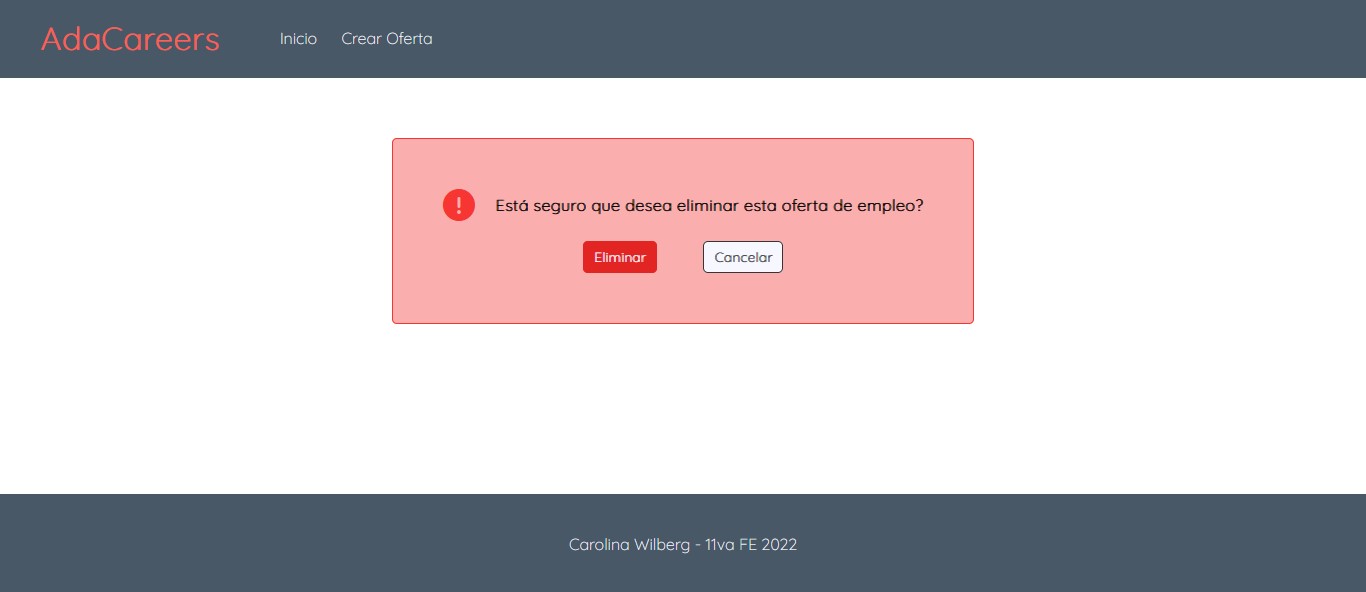 AdaCareers
Inicio
Crear Oferta
Está seguro que desea eliminar esta oferta de empleo?
Eliminar
Cancelar
Carolina Wilberg - 11va FE 2022